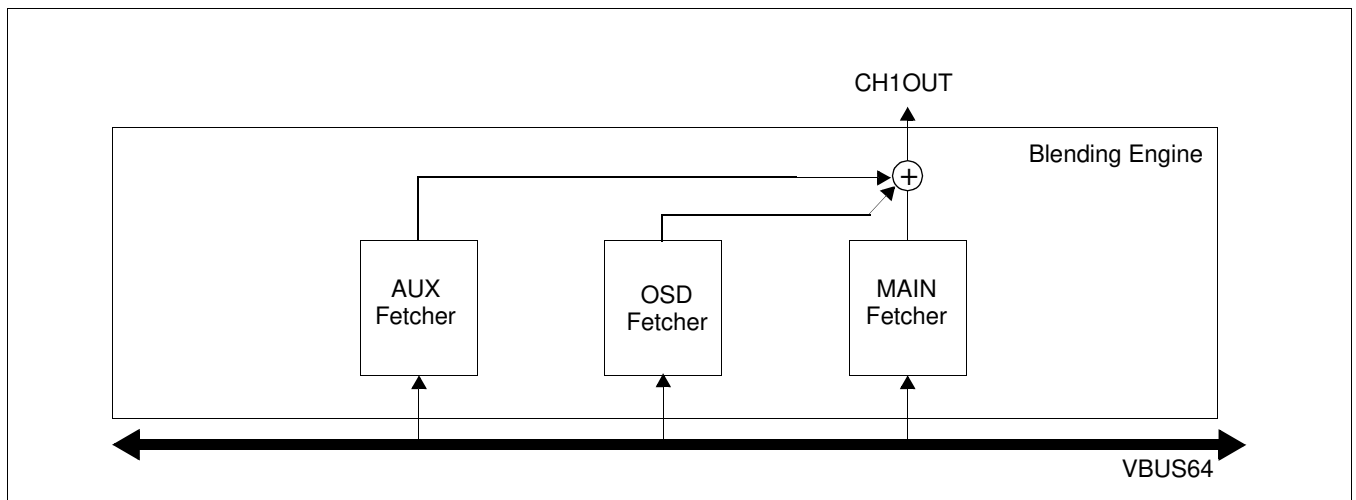 CH1OUT
Blending Engine
+
AUX
Fetcher
OSD
Fetcher
MAIN
Fetcher
VBUS64